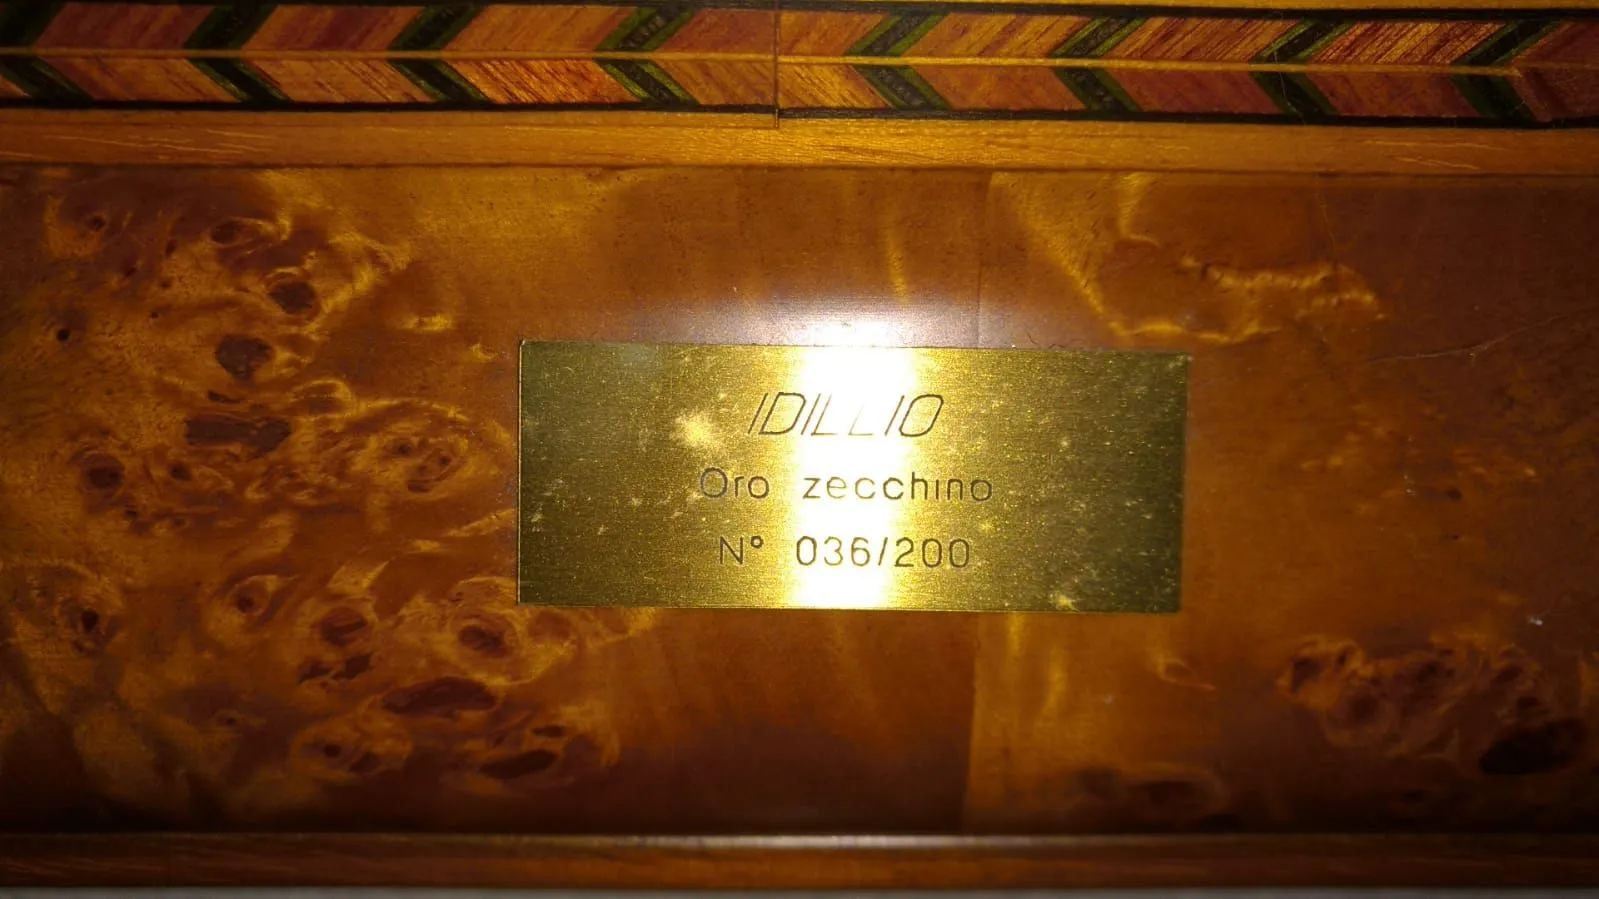 IDILLIO
Oro zecchino
N° 036/200